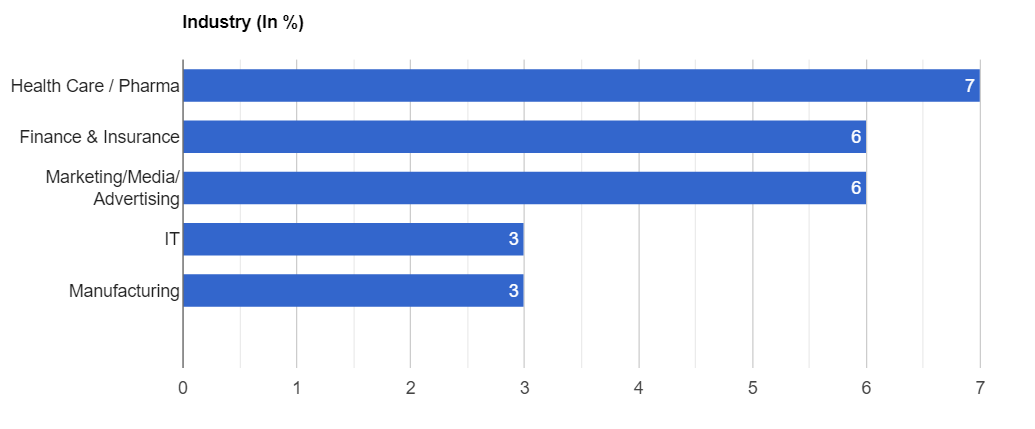 Industry (In %)
Health Care / Pharma
7
Finance & Insurance
6
Marketing/Media/
Advertising
6
IT
3
Manufacturing
3
0 1 2 3 4 5 6 7